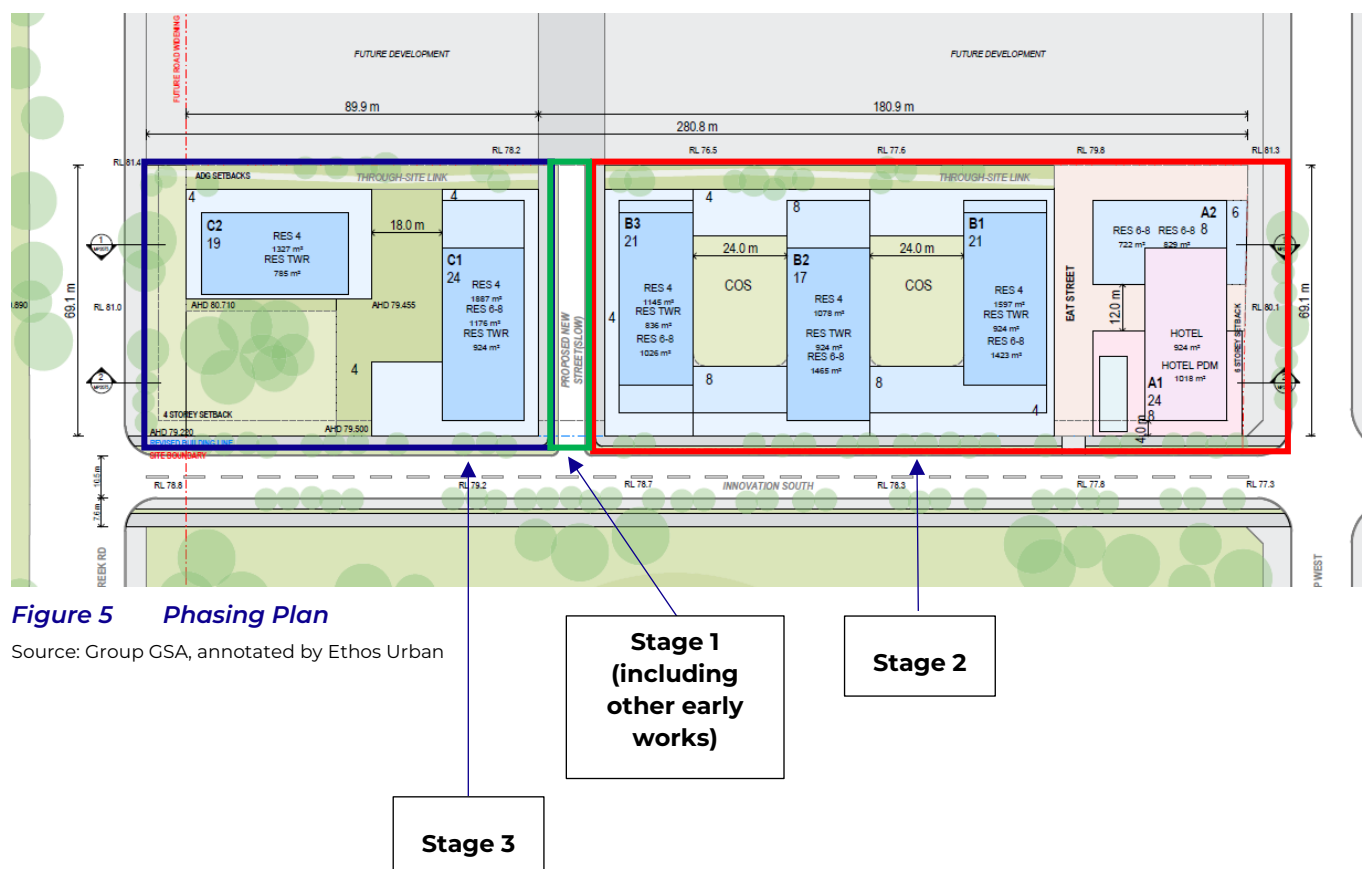 FUTURE ROAD WIDENING
FUTURE DEVELOPMENT
FUTURE DEVELOPMENT
89.9 m
180.9 m
280.8 m
RL 81.4
RL 78.2
RL 76.5
RL 77.6
RL 79.8
RL 81.3
ADG SETBACKS
THROUGH-SITE LINK
THROUGH-SITE LINK
4
C2
19
RES 4
1327 m²
RES TWR
785 m²
18.0 m
4
C1
24
RES 4
1887 m²
RES 6-8
1176 m²
RES TWR
924 m²
AHD 80.710
AHD 79.455
4
4 STOREY SETBACK
AHD 79.220
AHD 79.500
REVISED BUILDING LINE
SITE BOUNDARY
69.1 m
RL 81.0
.890
1
2
PROPOSED NEW
STREET(SLOW)
4
B3
21
RES 4
1145 m²
RES TWR
836 m²
RES 6-8
1026 m²
4
24.0 m
COS
8
8
B2
17
RES 4
1078 m²
RES TWR
924 m²
RES 6-8
1465 m²
24.0 m
COS
8
B1
21
RES 4
1597 m²
RES TWR
924 m²
RES 6-8
1423 m²
4
EAT STREET
A2
8
6
RES 6-8
722 m²
RES 6-8
829 m²
12.0 m
HOTEL
924 m²
HOTEL PDM
1018 m²
A1
24
8
4.0 m
6 STOREY SETBACK
RL 80.1
69.1 m
10.5 m
7.6 m
RL 78.8
RL 79.2
RL 78.7
INNOVATION SOUTH
RL 78.3
RL 77.8
RL 77.3
REEK RD
P WEST
Figure 5 Phasing Plan
Source: Group GSA, annotated by Ethos Urban
Stage 1
(including
other early
works)
Stage 2
Stage 3